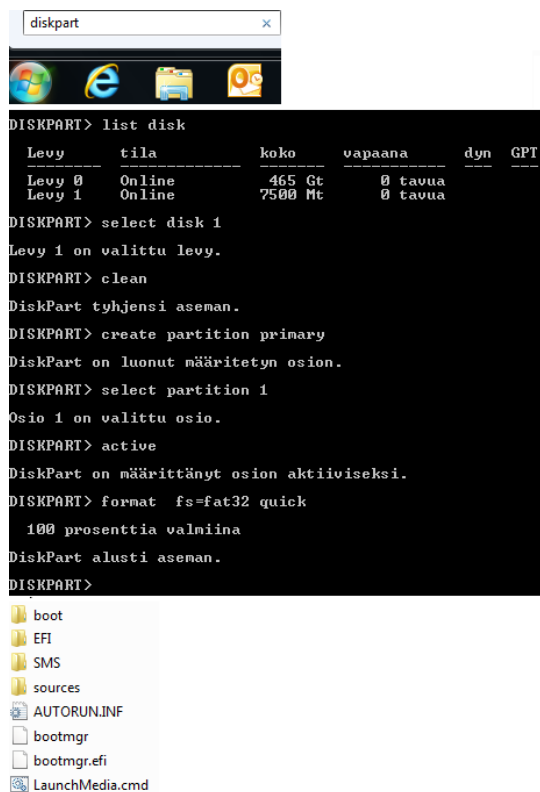 diskpart
DISKPART> list disk
Levy tila koko vapaana dyn GPT
Levy 0 Online 465 Gt 0 tavua
Levy 1 Online 7500 Mt 0 tavua
DISKPART> select disk 1
Levy 1 on valittu levy.
DISKPART> clean
DiskPart tyhjensi aseman.
DISKPART> create partition primary
DiskPart on luonut määritetyn osion.
DISKPART> select partition 1
Osio 1 on valittu osio.
DISKPART> active
DiskPart on määrittänyt osion aktiiviseksi.
DISKPART> format  fs=fat32 quick
100 prosenttia valmiina
DiskPart alusti aseman.
DISKPART>
boot
EFI
SMS
sources
AUTORUN.INF
bootmgr
bootmgr.efi
LaunchMedia.cmd